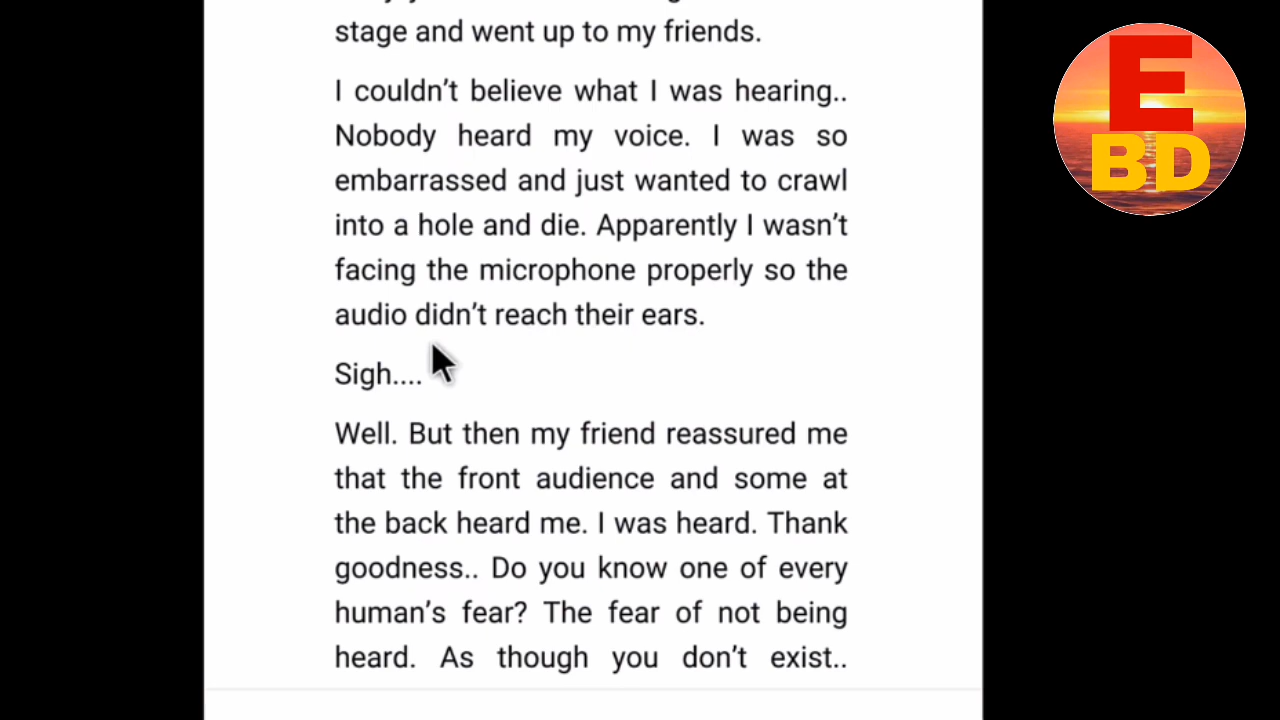 stage and went up to my friends.
I couldn’t believe what I was hearing..
Nobody heard my voice. I was so
embarrassed and just wanted to crawl
into a hole and die. Apparently I wasn’t
facing the microphone properly so the
audio didn’t reach their ears.
Sigh....
Well. But then my friend reassured me
that the front audience and some at
the back heard me. I was heard. Thank
goodness.. Do you know one of every
human’s fear? The fear of not being
heard. As though you don’t exist..
E
BD